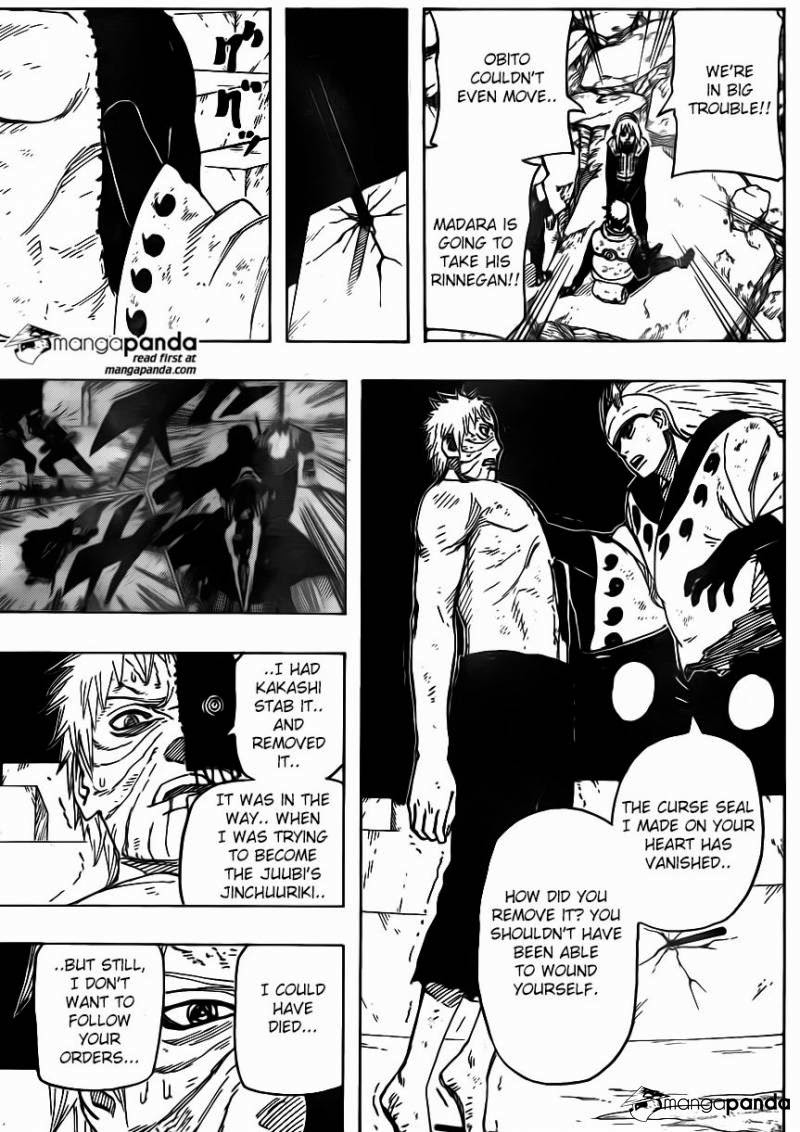 WE'RE
IN BIG
TROUBLE!!
OBITO
COULDN'T
EVEN MOVE..
MADARA IS
GOING TO
TAKE HIS
RINNEGAN!!
mangapanda
read first at
mangapanda.com
THE CURSE SEAL
I MADE ON YOUR
HEART HAS
VANISHED..
HOW DID YOU
REMOVE IT? YOU
SHOULDN'T HAVE
BEEN ABLE
TO WOUND
YOURSELF.
..I HAD
KAKASHI
STAB IT..
AND
REMOVED
IT..
IT WAS IN THE
WAY.. WHEN
I WAS TRYING
TO BECOME
THE JUUBI'S
JINCHUURIKI..
I COULD
HAVE
DIED...
..BUT STILL,
I DON'T
WANT TO
FOLLOW
YOUR
ORDERS...
mangapanda